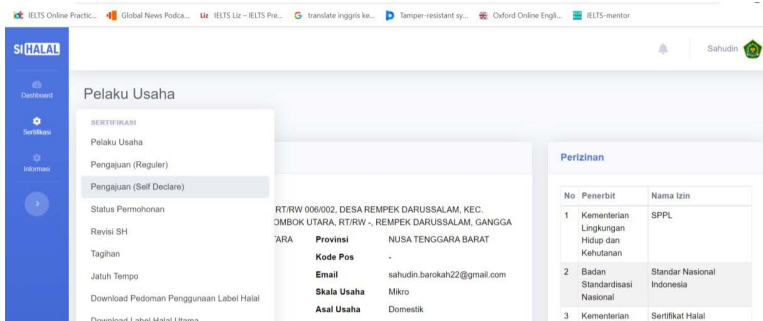 IELTS Online Practic... Global News Podca... Liz IELTS Liz – IELTS Pre... G translate inggris ke... Tamper-resistant sy... Oxford Online Engli... IELTS-mentor
SIHALAL
Sahudin
Dashboard
Sertifikasi
Informasi
Pelaku Usaha
SERTIFIKASI
Pelaku Usaha
Pengajuan (Reguler)
Pengajuan (Self Declare)
Status Permohonan
Revisi SH
Tagihan
Jatuh Tempo
Download Pedoman Penggunaan Label Halal
Download Label Halal Utama
RT/RW 006/002, DESA REMPEK DARUSSALAM, KEC.
OMBOK UTARA, RT/RW -, REMPEK DARUSSALAM, GANGGA
TARA Provinsi NUSA TENGGARA BARAT
Kode Pos -
Email sahudin.barokah22@gmail.com
Skala Usaha Mikro
Asal Usaha Domestik
Perizinan
No Penerbit Nama Izin
1 Kementerian SPPL
Lingkungan
Hidup dan
Kehutanan
2 Badan Standar Nasional
Standardisasi Indonesia
Nasional
3 Kementerian Sertifikat Halal